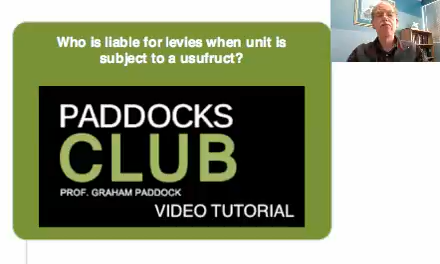 Who is liable for levies when unit is
subject to a usufruct?
PADDOCKS
CLUB
PROF. GRAHAM PADDOCK
VIDEO TUTORIAL